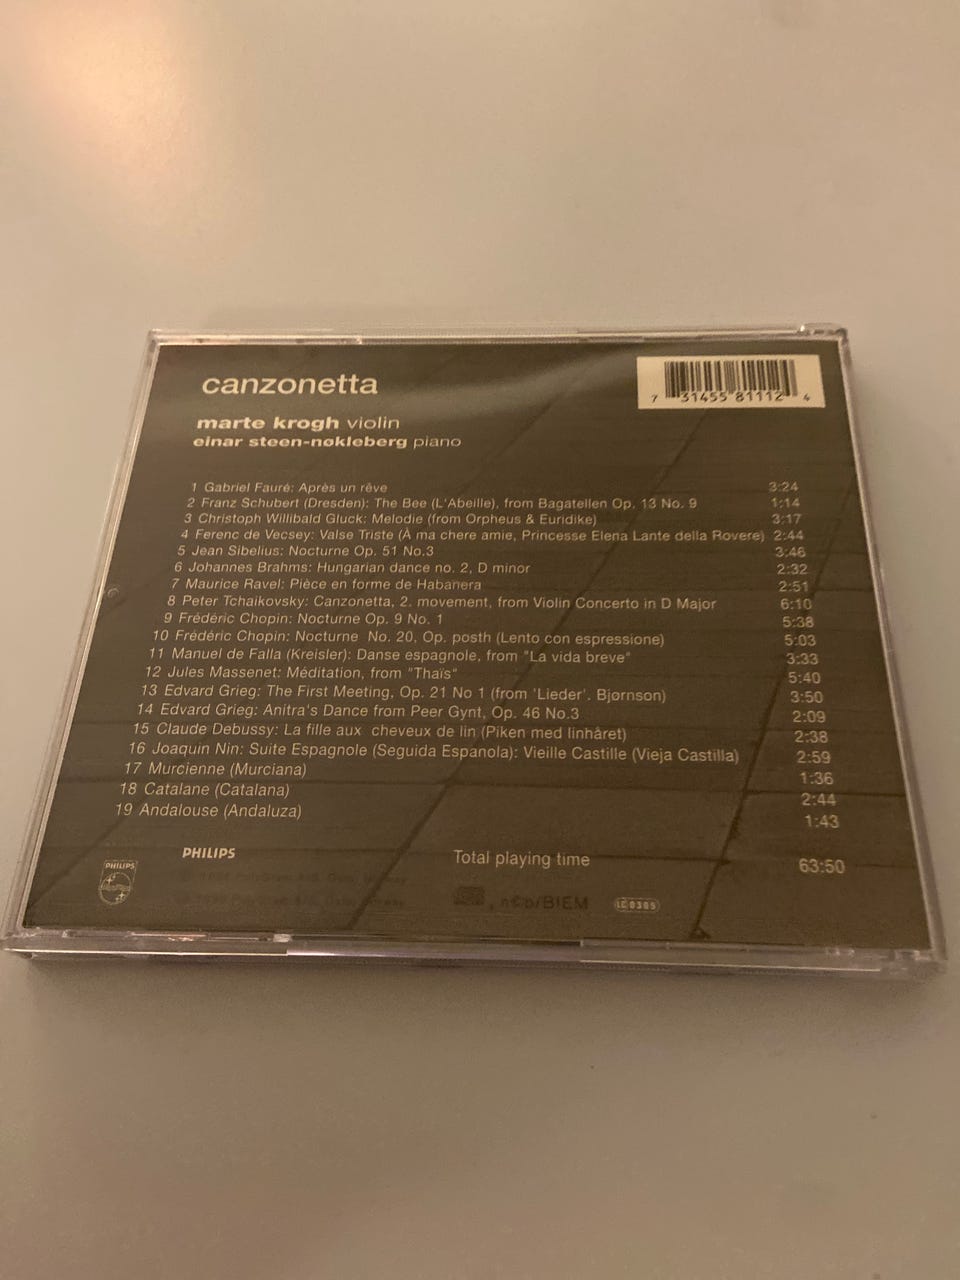 canzonetta
7 31455 81112 4
marte krogh violin
einar steen-nøkleberg piano
1 Gabriel Fauré: Après un rêve 3:24
2 Franz Schubert (Dresden): The Bee (L'Abeille), from Bagatellen Op. 13 No. 9 1:14
3 Christoph Willibald Gluck: Melodie (from Orpheus & Euridike) 3:17
4 Ferenc de Vecsey: Valse Triste (À ma chere amie, Princesse Elena Lante della Rovere) 2:44
5 Jean Sibelius: Nocturne Op. 51 No.3 3:46
6 Johannes Brahms: Hungarian dance no. 2, D minor 2:32
7 Maurice Ravel: Pièce en forme de Habanera 2:51
8 Peter Tchaikovsky: Canzonetta, 2. movement, from Violin Concerto in D Major 6:10
9 Frédéric Chopin: Nocturne Op. 9 No. 1 5:38
10 Frédéric Chopin: Nocturne No. 20, Op. posth (Lento con espressione) 5:03
11 Manuel de Falla (Kreisler): Danse espagnole, from "La vida breve" 3:33
12 Jules Massenet: Méditation, from "Thaïs" 5:40
13 Edvard Grieg: The First Meeting, Op. 21 No 1 (from 'Lieder'. Bjørnson) 3:50
14 Edvard Grieg: Anitra's Dance from Peer Gynt, Op. 46 No.3 2:09
15 Claude Debussy: La fille aux cheveux de lin (Piken med linhåret) 2:38
16 Joaquin Nin: Suite Espagnole (Seguida Espanola): Vieille Castille (Vieja Castilla) 2:59
17 Murcienne (Murciana) 1:36
18 Catalane (Catalana) 2:44
19 Andalouse (Andaluza) 1:43
PHILIPS
Total playing time 63:50
PHILIPS
n©b/BIEM
LC 0305